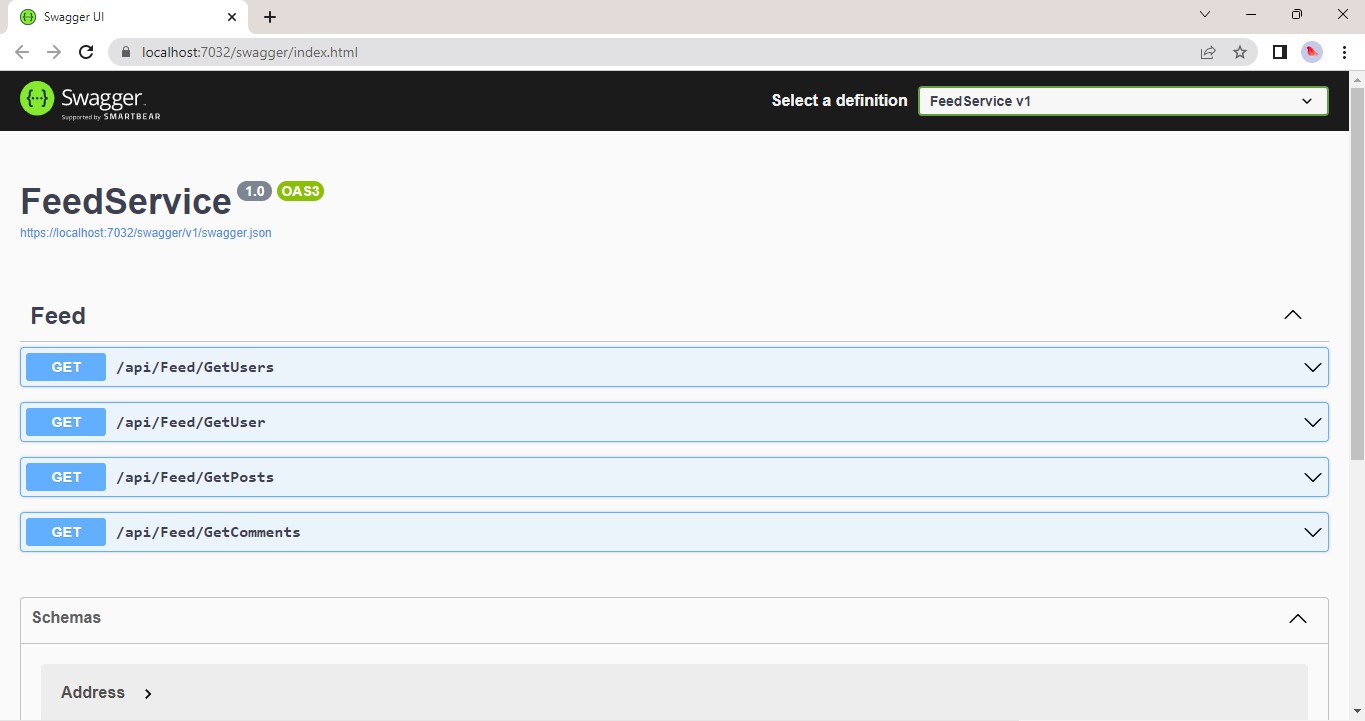 Swagger UI
localhost:7032/swagger/index.html
Swagger
Supported by SMARTBEAR
Select a definition
FeedService v1
FeedService 1.0 OAS3
https://localhost:7032/swagger/v1/swagger.json
Feed
GET /api/Feed/GetUsers
GET /api/Feed/GetUser
GET /api/Feed/GetPosts
GET /api/Feed/GetComments
Schemas
Address